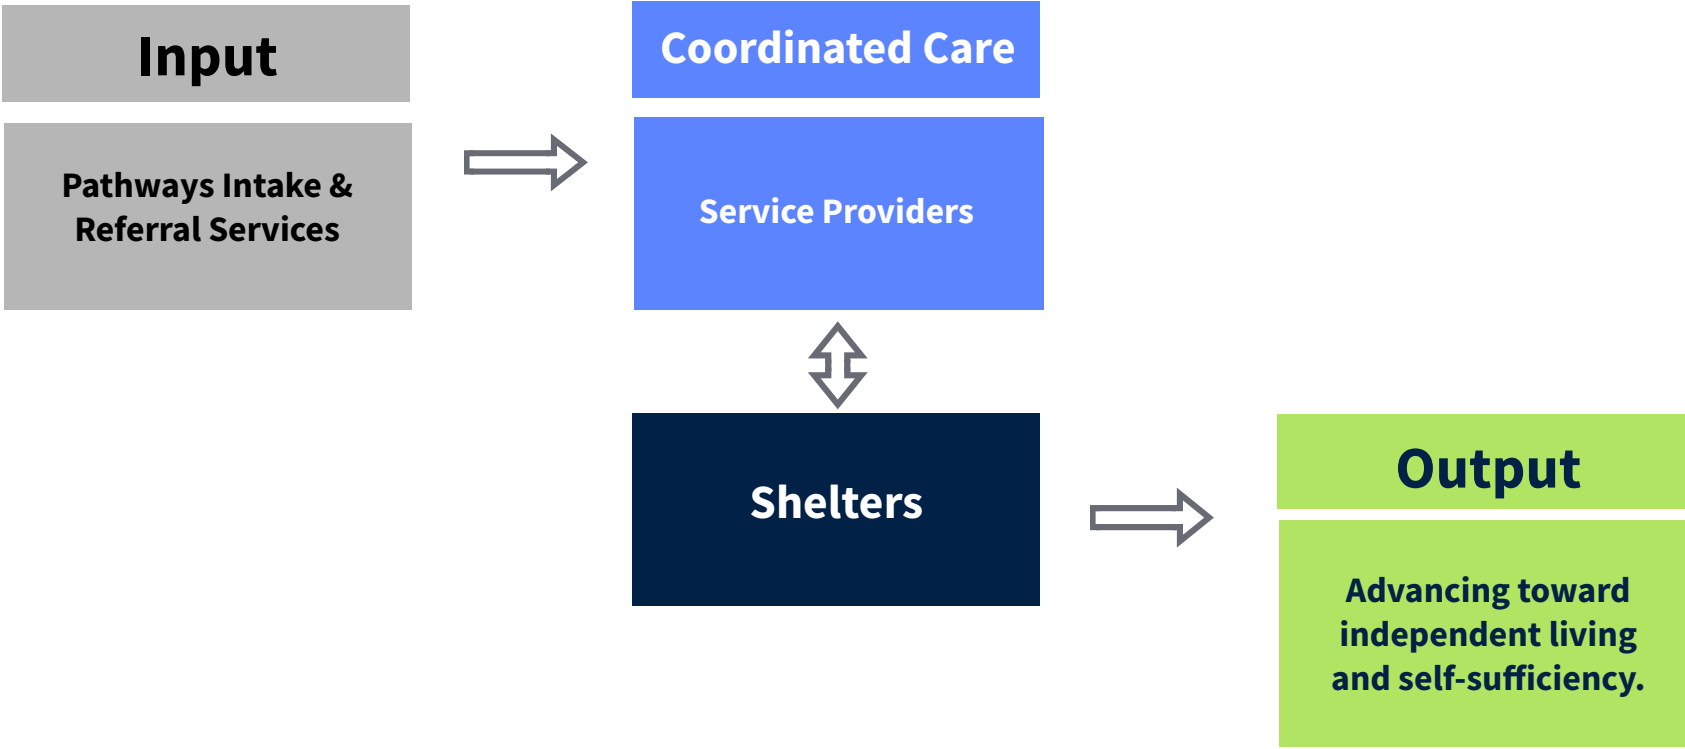 Input
Pathways Intake &
Referral Services
Coordinated Care
Service Providers
Shelters
Output
Advancing toward
independent living
and self-sufficiency.